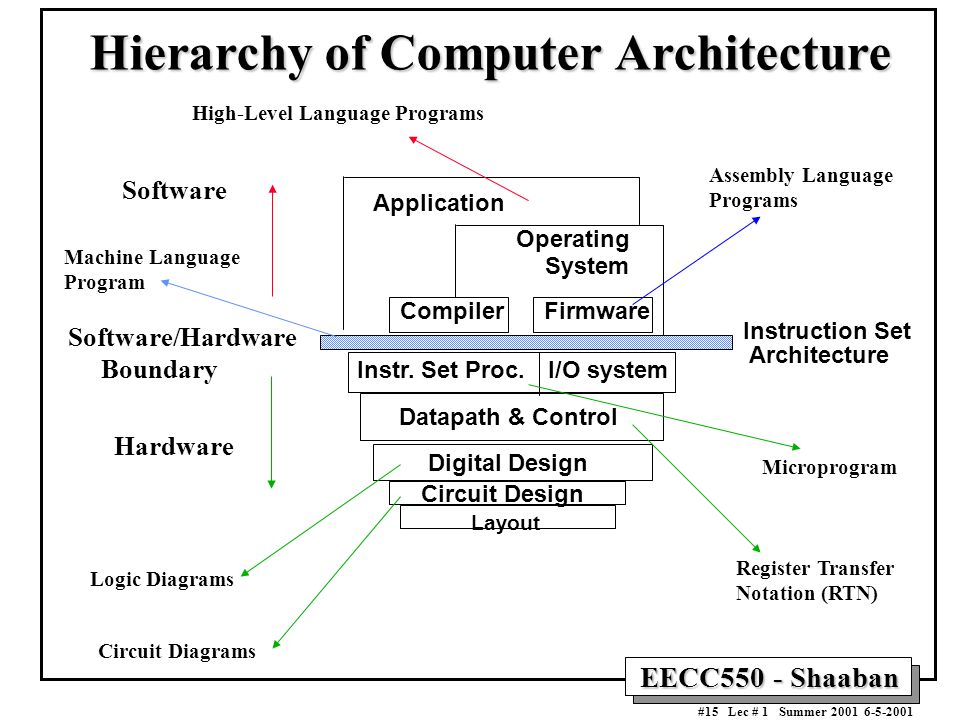 Hierarchy of Computer Architecture
High-Level Language Programs
Assembly Language
Programs
Software
Application
Operating
System
Machine Language
Program
Compiler
Firmware
Software/Hardware
Boundary
Instruction Set
Architecture
Instr. Set Proc.
I/O system
Datapath & Control
Hardware
Digital Design
Microprogram
Circuit Design
Layout
Logic Diagrams
Register Transfer
Notation (RTN)
Circuit Diagrams
EECC550 - Shaaban
#15 Lec # 1 Summer 2001 6-5-2001